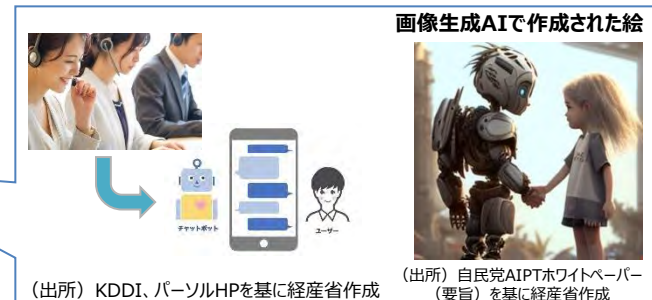 画像生成AIで作成された絵
チャットボット
ユーザー
（出所）KDDI、パーソルHPを基に経産省作成
（出所）自民党AIPTホワイトペーパー
（要旨）を基に経産省作成